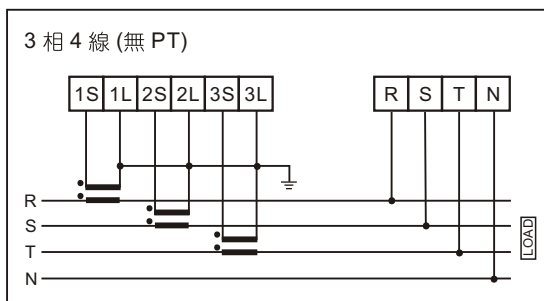 3 相 4 線 (無 PT)
1S 1L 2S 2L 3S 3L
R S T N
R
S
T
N
LOAD